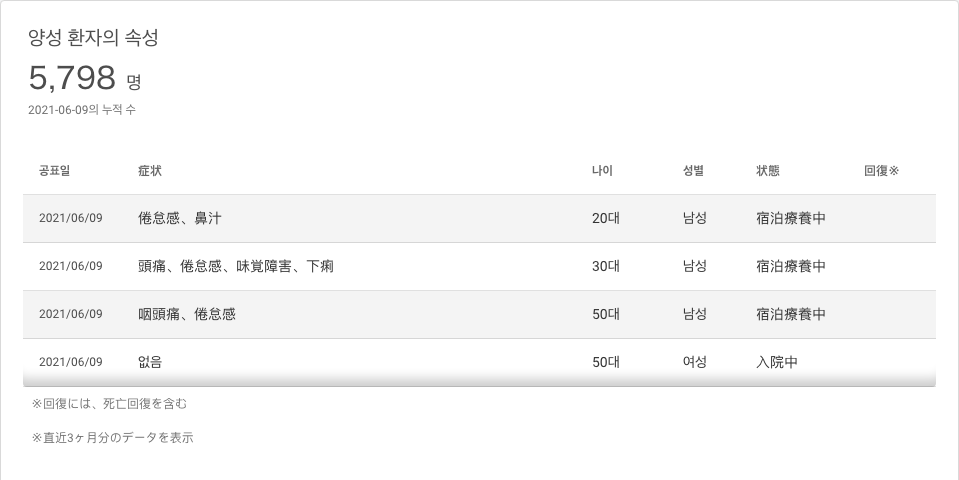 양성 환자의 속성
5,798 명
2021-06-09의 누적 수
공표일 症状 나이 성별 状態 回復※
2021/06/09 倦怠感、鼻汁 20대 남성 宿泊療養中
2021/06/09 頭痛、倦怠感、味覚障害、下痢 30대 남성 宿泊療養中
2021/06/09 咽頭痛、倦怠感 50대 남성 宿泊療養中
2021/06/09 없음 50대 여성 入院中
※回復には、死亡回復を含む
※直近3ヶ月分のデータを表示